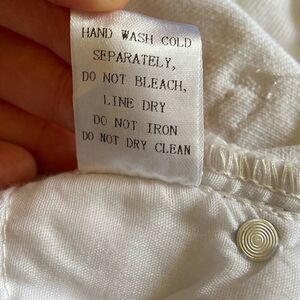 HAND WASH COLD
SEPARATELY,
DO NOT BLEACH,
LINE DRY
DO NOT IRON
DO NOT DRY CLEAN